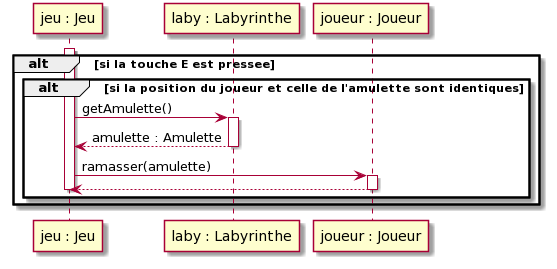 jeu : Jeu laby : Labyrinthe joueur : Joueur
alt [si la touche E est pressee]
alt [si la position du joueur et celle de l'amulette sont identiques]
getAmulette()
amulette : Amulette
ramasser(amulette)
jeu : Jeu laby : Labyrinthe joueur : Joueur